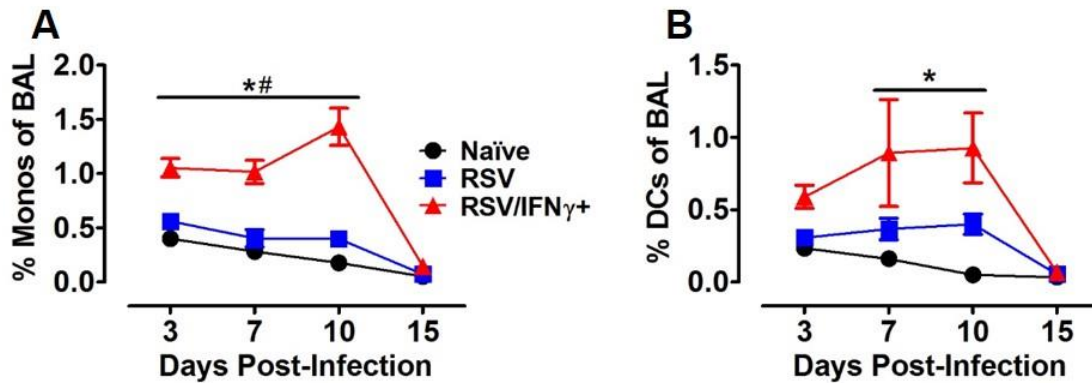 A
% Monos of BAL
2.0
1.5
1.0
0.5
0.0
*#
3 7 10 15
Days Post-Infection
Naïve
RSV
RSV/IFNγ+
B
% DCs of BAL
1.5
1.0
0.5
0.0
*
3 7 10 15
Days Post-Infection